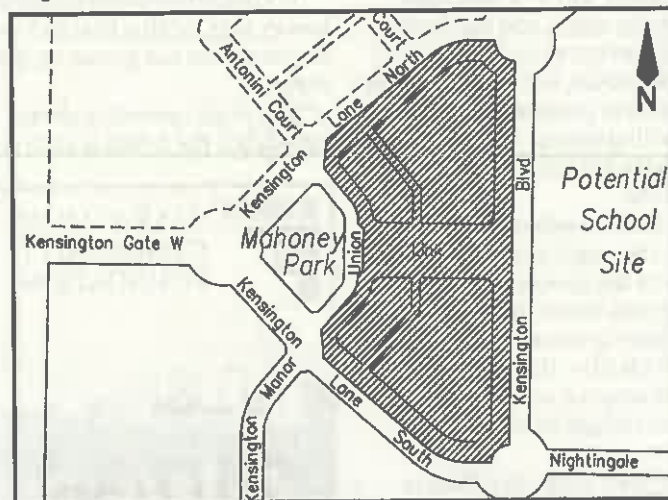 Antonini Court
Court
Kensington Lane North
N
Kensington Gate W
Mahoney
Park
Union
Blvd
Potential
School
Site
Kensington
Kensington
Manor
Kensington
Lane
South
Nightingale